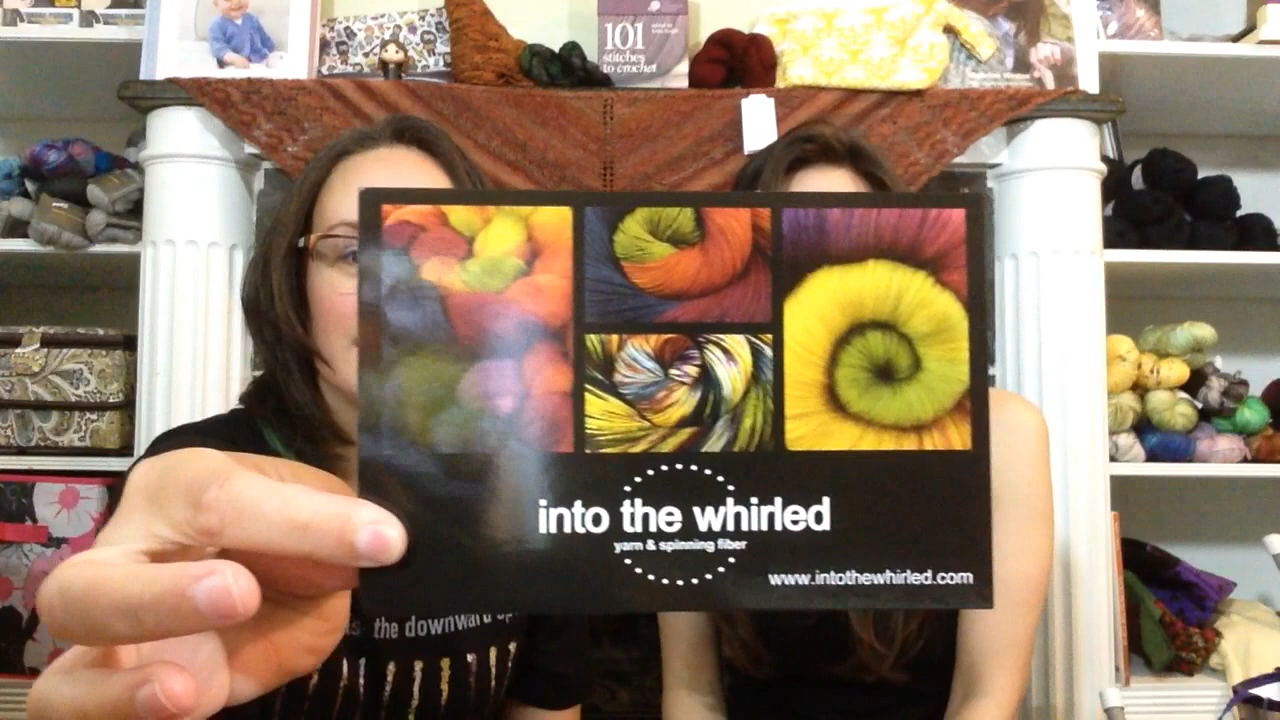 101
stitches
to crochet
into the whirled
yarn & spinning fiber
www.intothewhirled.com
the downward